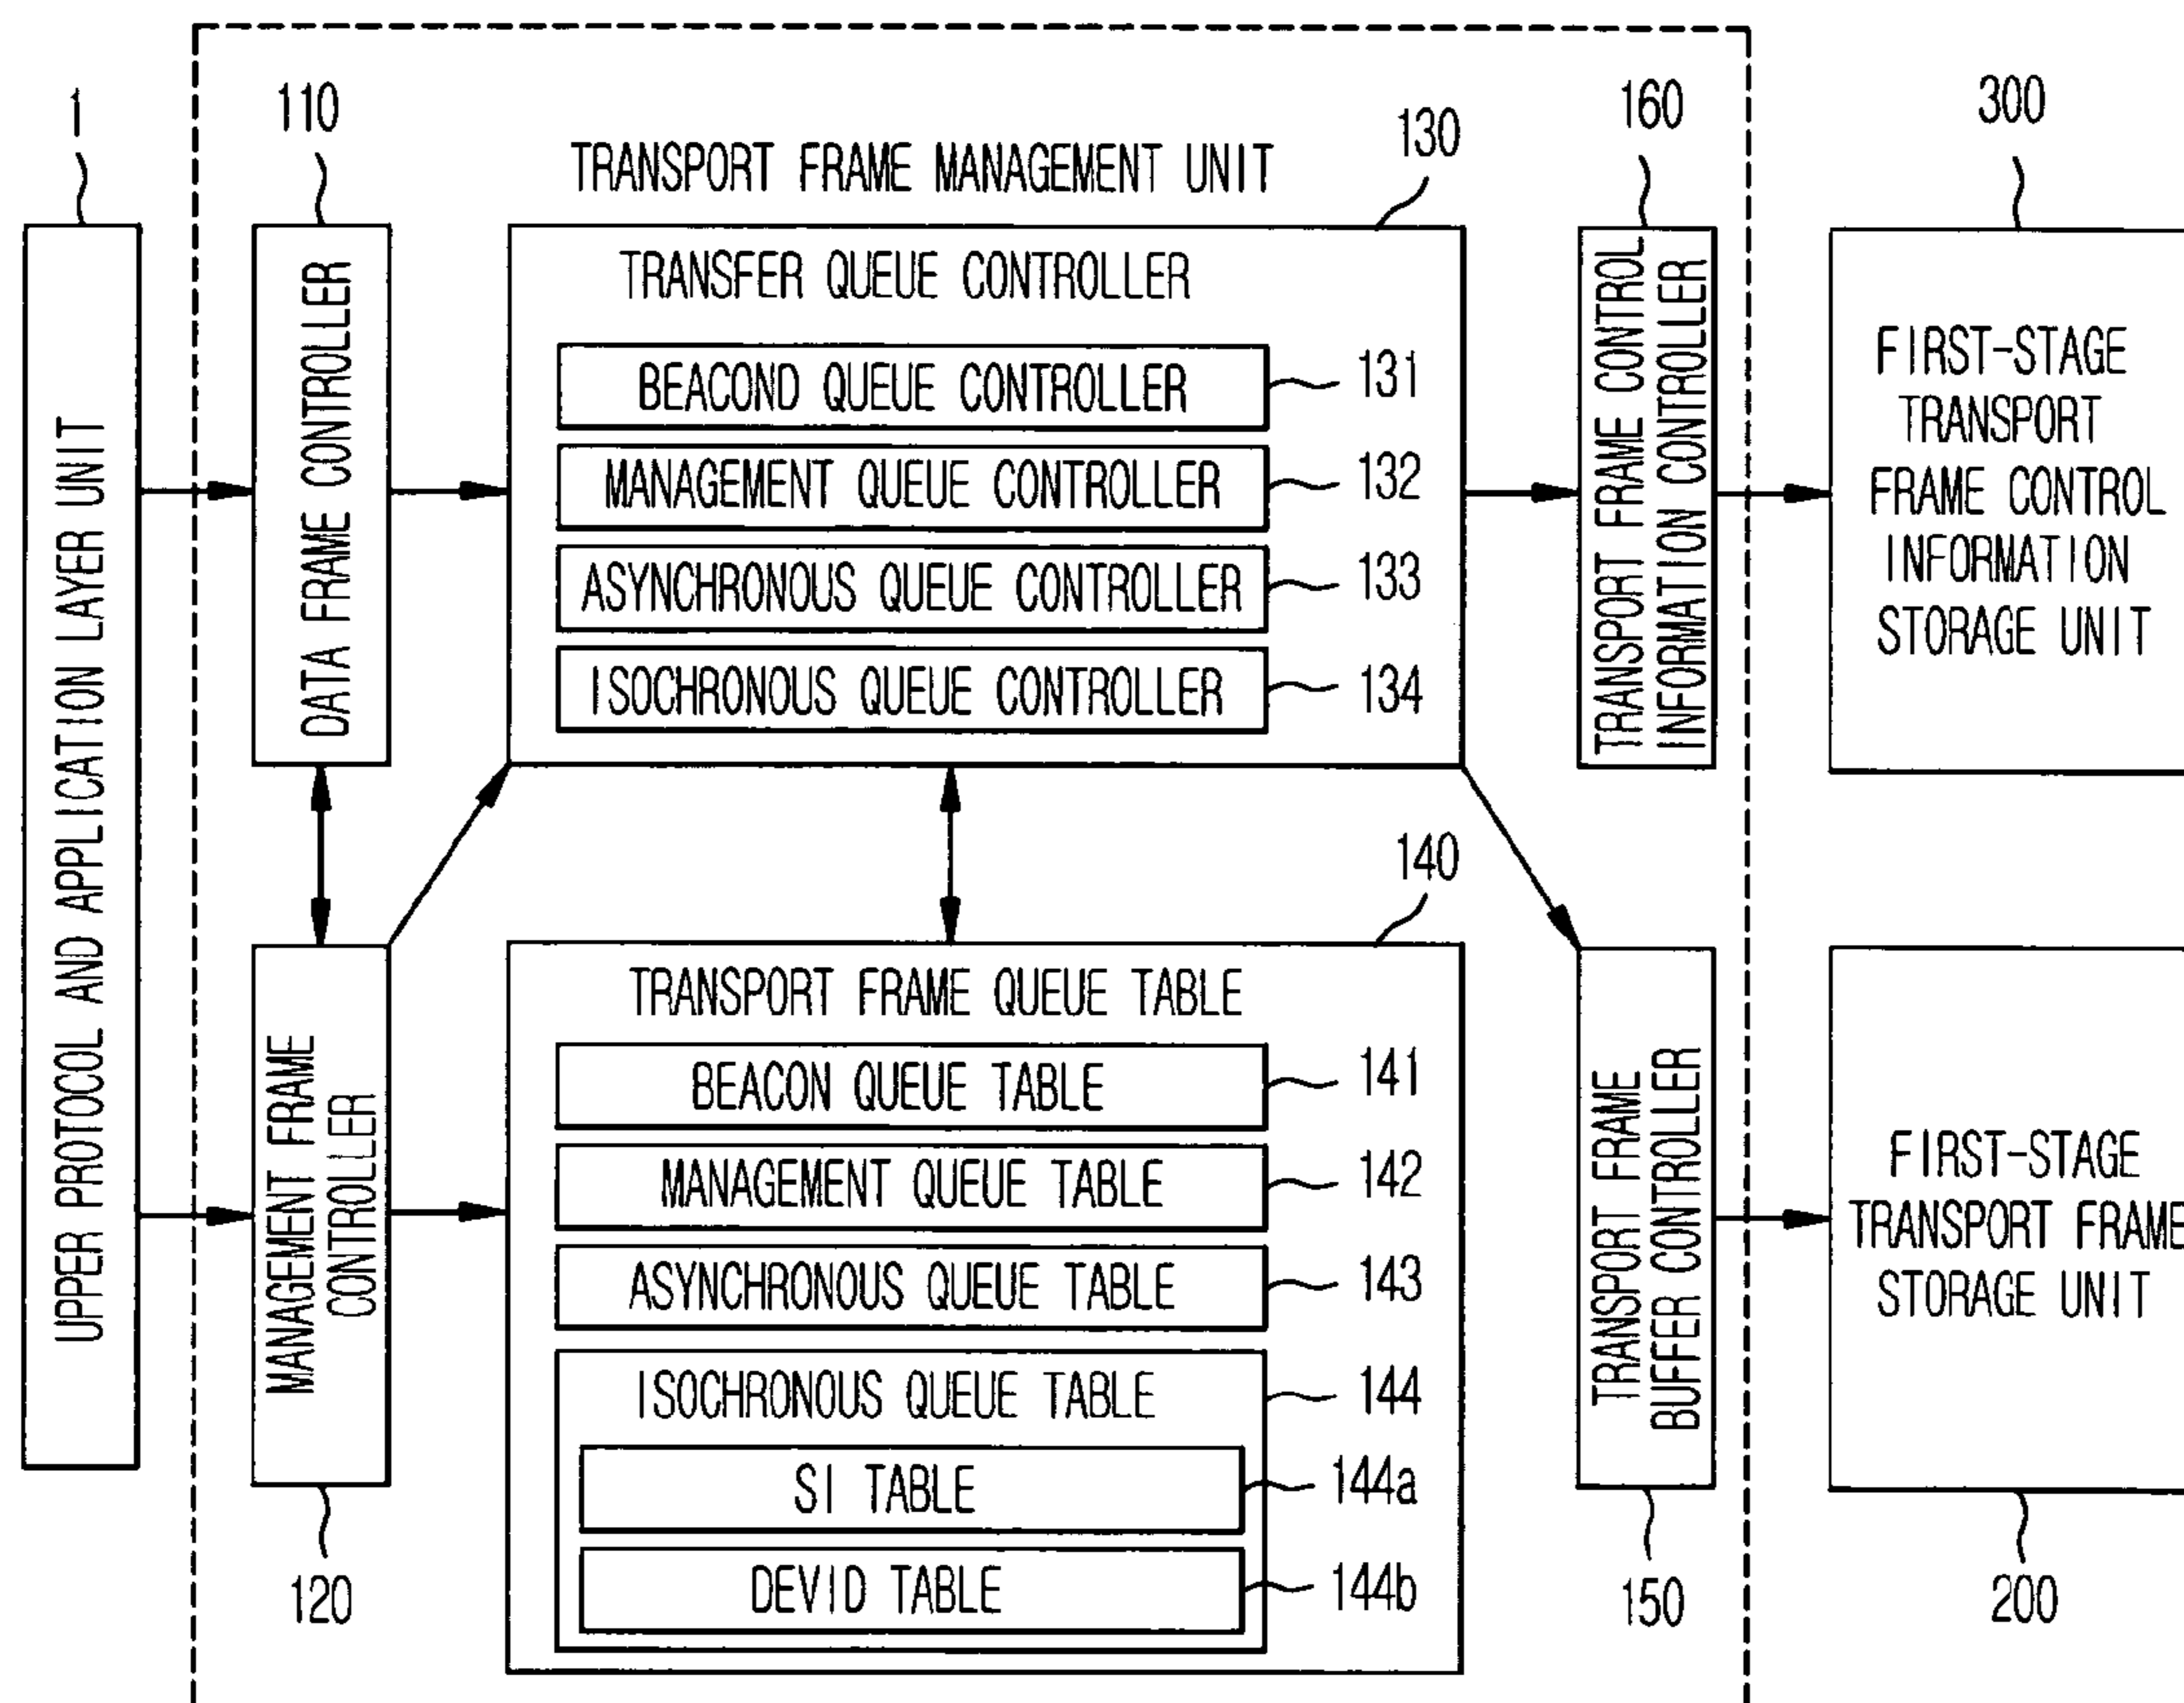 1
110
TRANSPORT FRAME MANAGEMENT UNIT
130
160
300
UPPER PROTOCOL AND APPLICATION LAYER UNIT
DATA FRAME CONTROLLER
TRANSFER QUEUE CONTROLLER
BEACOND QUEUE CONTROLLER
131
MANAGEMENT QUEUE CONTROLLER
132
ASYNCHRONOUS QUEUE CONTROLLER
133
ISOCHRONOUS QUEUE CONTROLLER
134
TRANSPORT FRAME CONTROL
INFORMATION CONTROLLER
FIRST-STAGE
TRANSPORT
FRAME CONTROL
INFORMATION
STORAGE UNIT
140
MANAGEMENT FRAME
CONTROLLER
120
TRANSPORT FRAME QUEUE TABLE
BEACON QUEUE TABLE
141
MANAGEMENT QUEUE TABLE
142
ASYNCHRONOUS QUEUE TABLE
143
ISOCHRONOUS QUEUE TABLE
144
SI TABLE
144a
DEVID TABLE
144b
TRANSPORT FRAME
BUFFER CONTROLLER
150
FIRST-STAGE
TRANSPORT FRAME
STORAGE UNIT
200